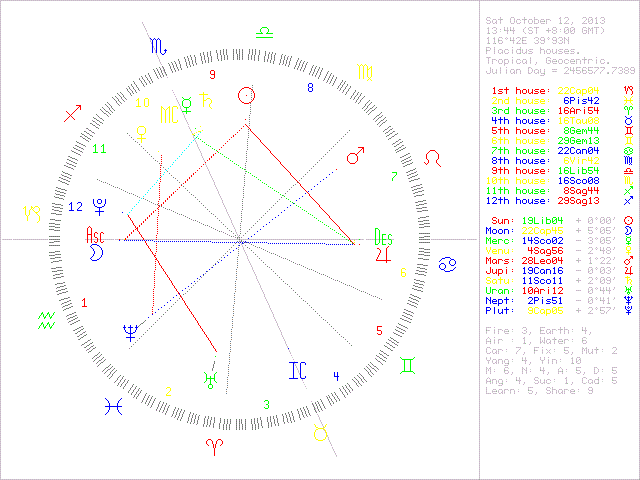 Sat October 12, 2013
13:44 (ST +8:00 GMT)
116°42E 39°93N
Placidus houses.
Tropical, Geocentric.
Julian Day = 2456577.7389
1st house: 22Cap04
2nd house: 6Pis42
3rd house: 16Ari54
4th house: 16Tau08
5th house: 8Gem44
6th house: 29Gem13
7th house: 22Can04
8th house: 6Vir42
9th house: 16Lib54
10th house: 16Sco08
11th house: 8Sag44
12th house: 29Sag13
Sun: 19Lib04 + 0°00'
Moon: 22Cap46 + 5°05'
Merc: 14Sco02 - 3°05'
Venu: 4Sag56 - 2°48'
Mars: 28Leo04 + 1°22'
Jupi: 19Can16 - 0°03'
Satu: 11Sco11 + 2°09'
Uran: 10Ari12 - 0°44'
Nept: 2Pis51 - 0°41'
Plut: 9Cap05 + 2°57'
Fire: 3, Earth: 4,
Air : 1, Water: 6
Car: 7, Fix: 5, Mut: 2
Yang: 4, Yin: 10
M: 6, N: 4, A: 5, D: 5
Ang: 4, Suc: 1, Cad: 5
Learn: 5, Share: 9
9
8
10
MC
11
7
12
Asc
Des
6
1
5
IC
4
2
3